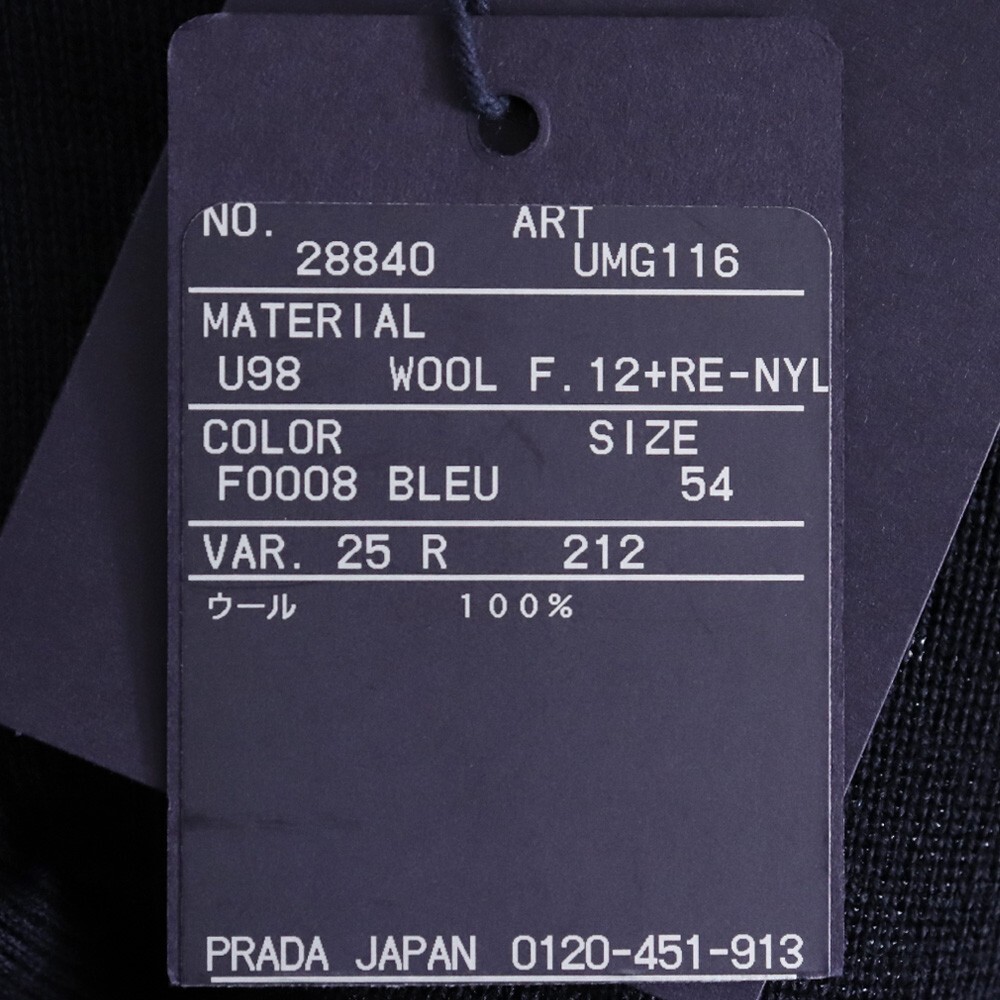 NO. ART
28840 UMG116
MATERIAL
U98 WOOL F.12+RE-NYL
COLOR SIZE
F0008 BLEU 54
VAR. 25 R 212
ウール 100%
PRADA JAPAN 0120-451-913